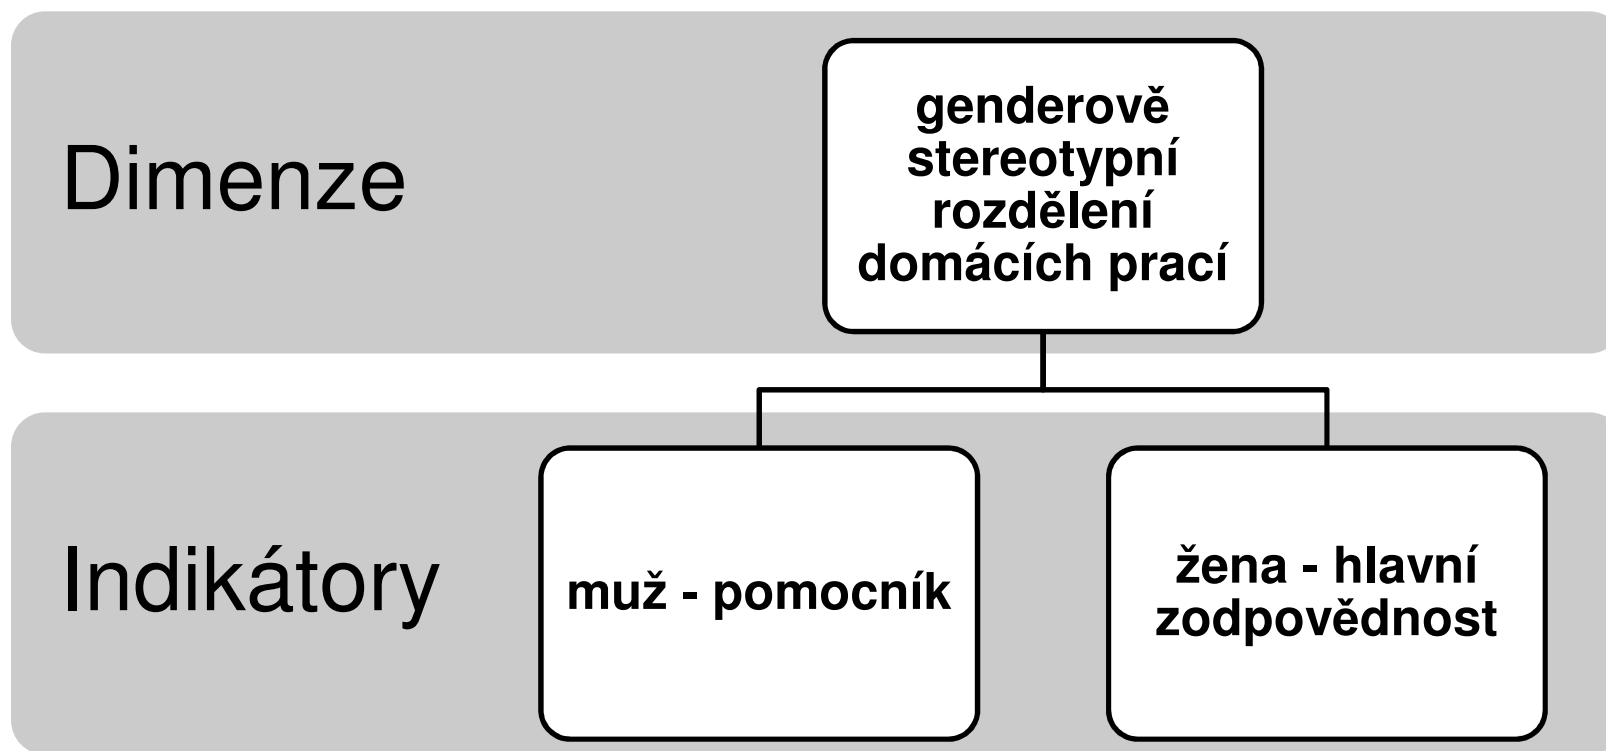 Dimenze
genderově
stereotypní
rozdělení
domácích prací
Indikátory
muž - pomocník
žena - hlavní
zodpovědnost